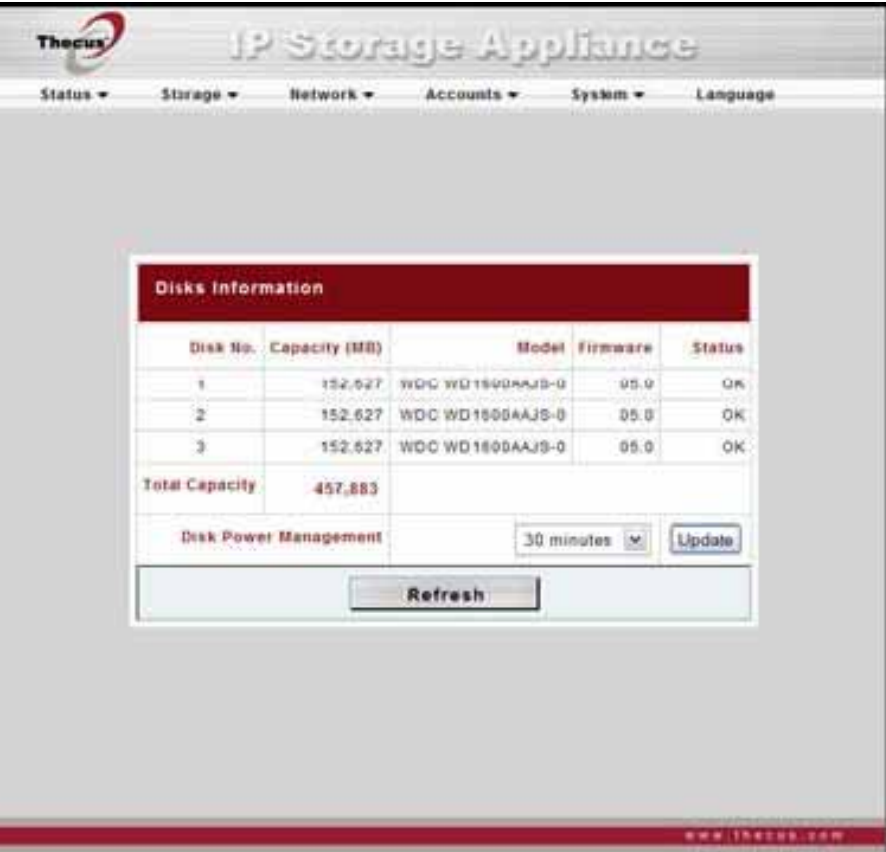 Thecus
IP Storage Appliance
Status Storage Network Accounts System Language
Disks Information
Disk No. Capacity (MB) Model Firmware Status
1 152,627 WDC WD1600AAJS-0 05.0 OK
2 152,627 WDC WD1600AAJS-0 05.0 OK
3 152,627 WDC WD1600AAJS-0 05.0 OK
Total Capacity 457,883
Disk Power Management 30 minutes Update
Refresh
www.thecus.com